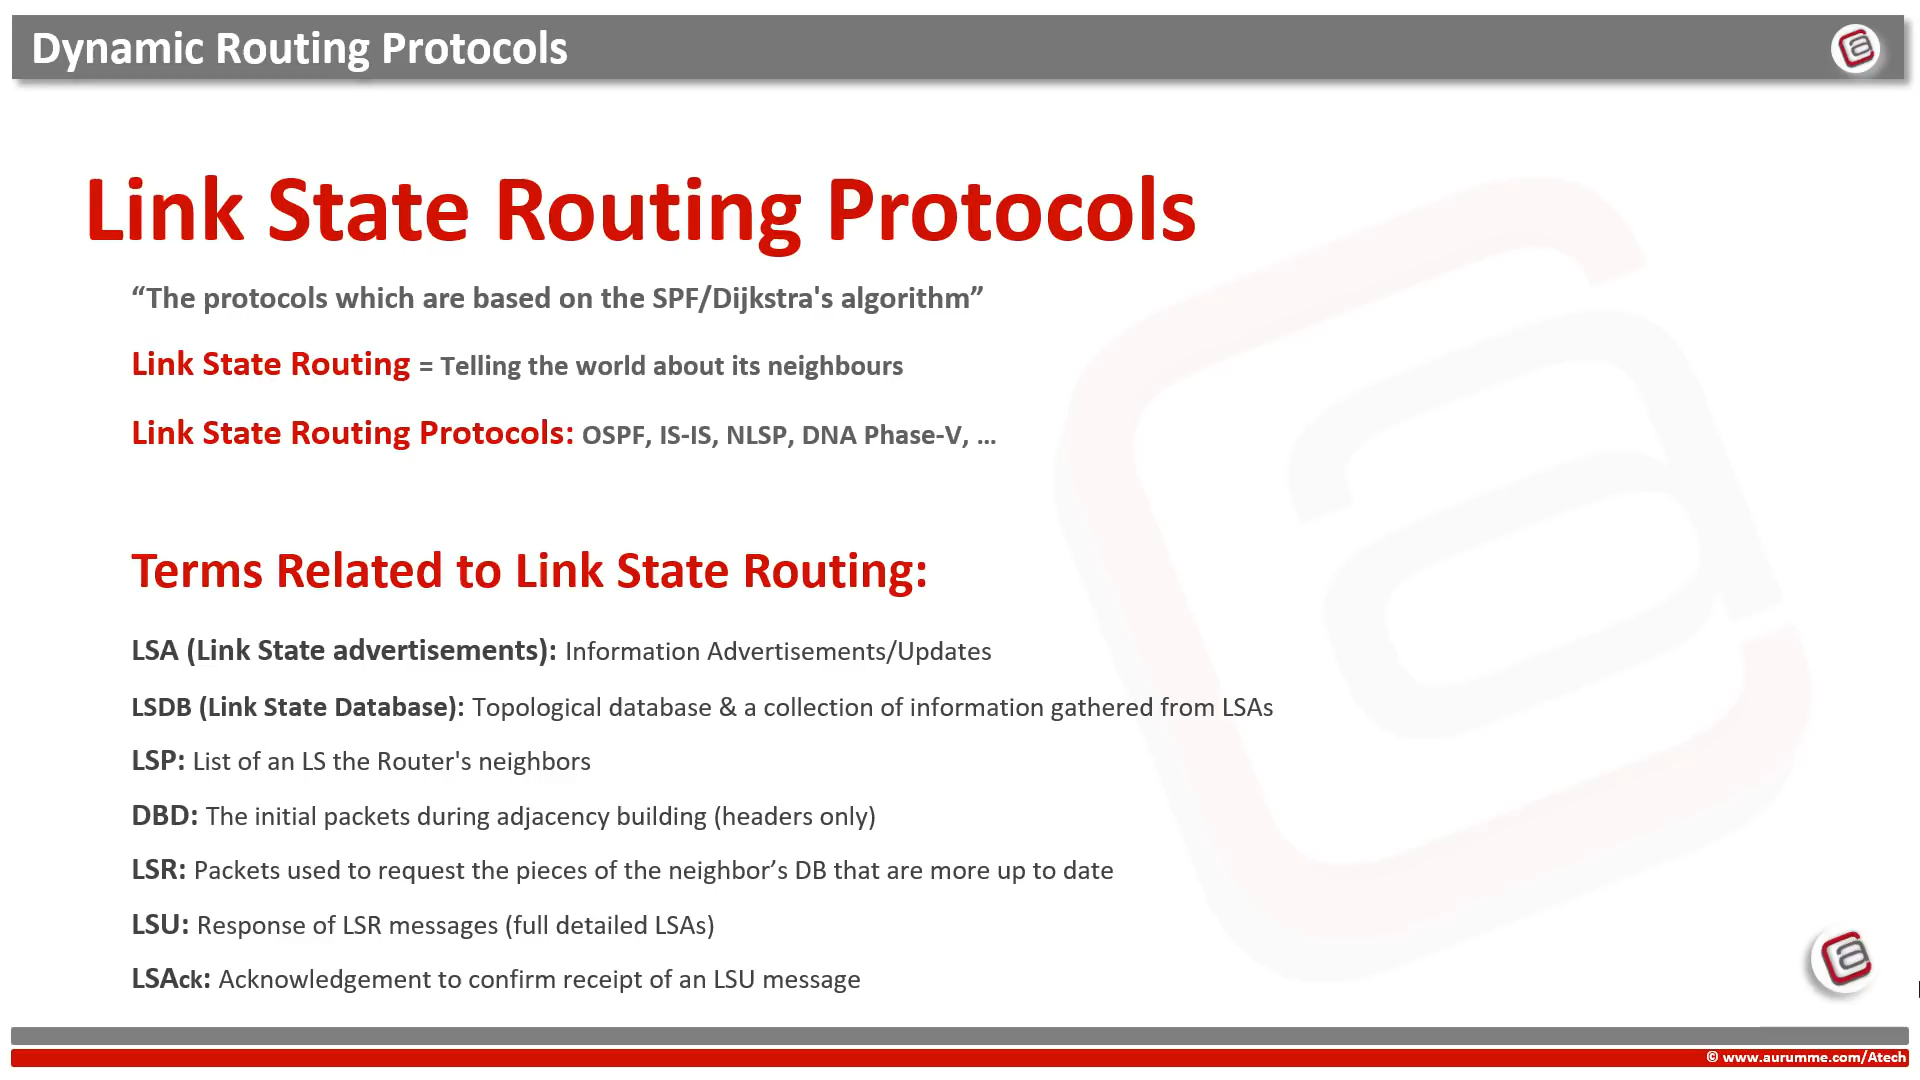 Dynamic Routing Protocols
Link State Routing Protocols
“The protocols which are based on the SPF/Dijkstra's algorithm”
Link State Routing = Telling the world about its neighbours
Link State Routing Protocols: OSPF, IS-IS, NLSP, DNA Phase-V, ...
Terms Related to Link State Routing:
LSA (Link State advertisements): Information Advertisements/Updates
LSDB (Link State Database): Topological database & a collection of information gathered from LSAs
LSP: List of an LS the Router's neighbors
DBD: The initial packets during adjacency building (headers only)
LSR: Packets used to request the pieces of the neighbor’s DB that are more up to date
LSU: Response of LSR messages (full detailed LSAs)
LSAck: Acknowledgement to confirm receipt of an LSU message
© www.aurumme.com/Atech